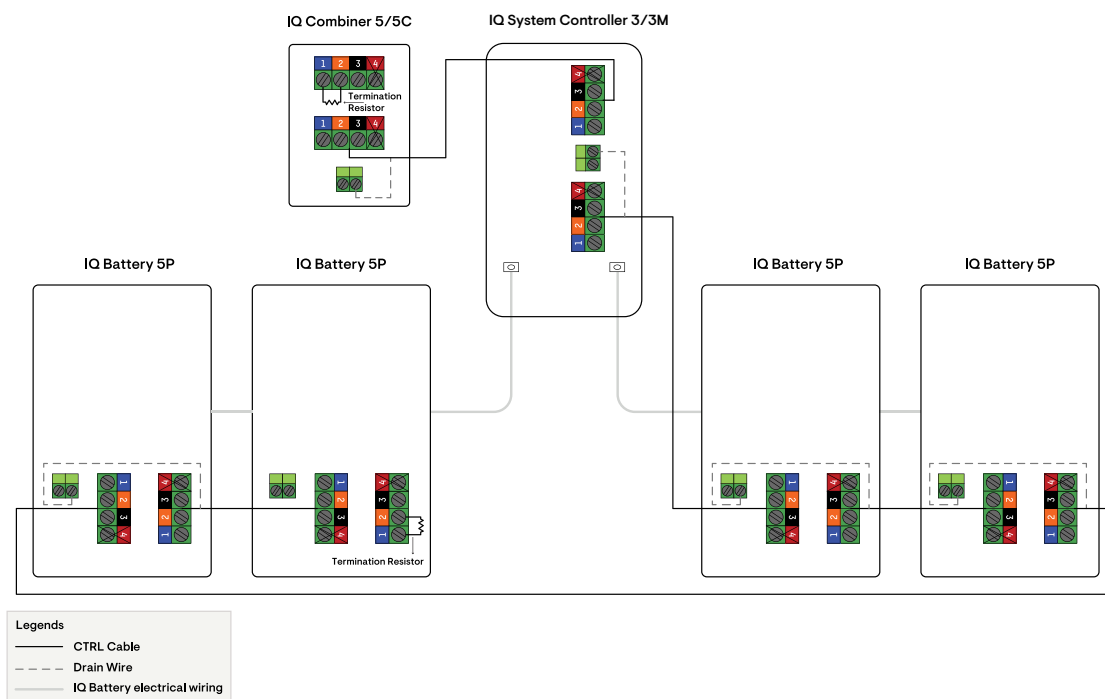 IQ Combiner 5/5C
IQ System Controller 3/3M
1 2 3 4
Termination
Resistor
1 2 3 4
4
3
2
1
4
3
2
1
IQ Battery 5P
IQ Battery 5P
IQ Battery 5P
IQ Battery 5P
1
2
3
4
4
3
2
1
1
2
3
4
4
3
2
1
Termination Resistor
1
2
3
4
4
3
2
1
1
2
3
4
4
3
2
1
Legends
CTRL Cable
Drain Wire
IQ Battery electrical wiring